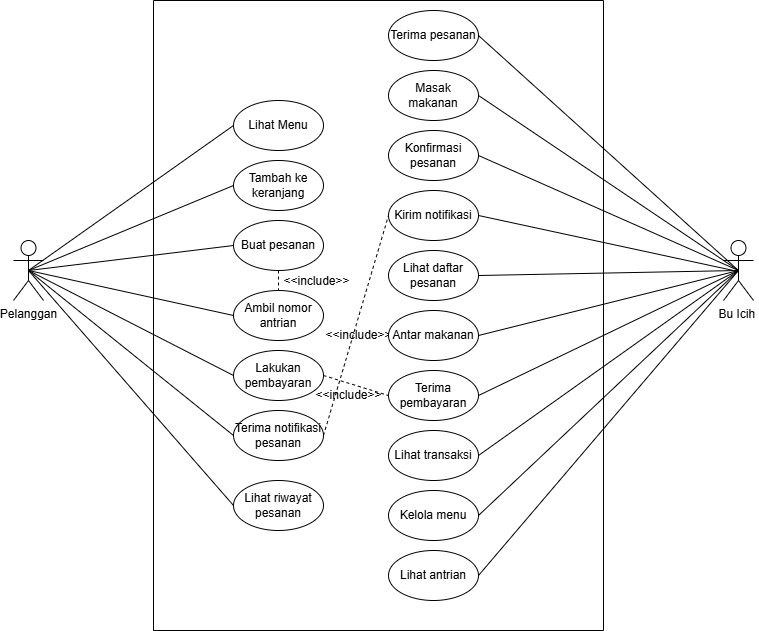 Terima pesanan
Masak
makanan
Lihat Menu
Konfirmasi
pesanan
Tambah ke
keranjang
Kirim notifikasi
Buat pesanan
<<include>>
Lihat daftar
pesanan
Ambil nomor
antrian
Pelanggan
Bu Icih
<<include>>
Antar makanan
Lakukan
pembayaran
<<include>>
Terima
pembayaran
Terima notifikasi
pesanan
Lihat transaksi
Lihat riwayat
pesanan
Kelola menu
Lihat antrian